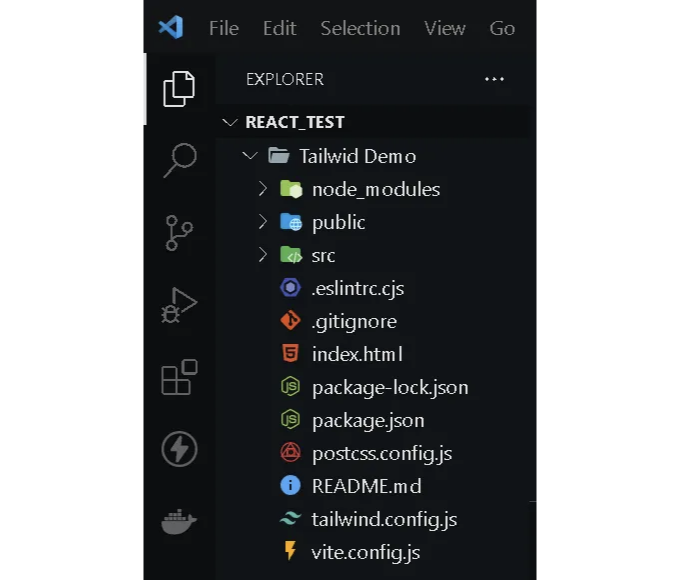 File Edit Selection View Go
EXPLORER ...
REACT_TEST
Tailwid Demo
node_modules
public
src
.eslintrc.cjs
.gitignore
index.html
package-lock.json
package.json
postcss.config.js
README.md
tailwind.config.js
vite.config.js